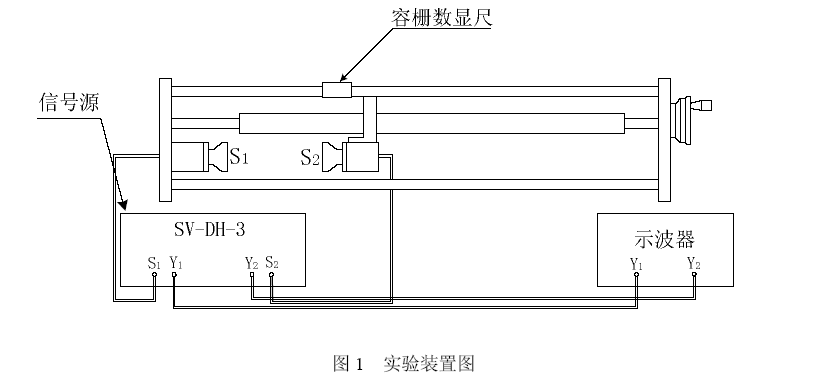 容栅数显尺
信号源
S1 S2
SV-DH-3
示波器
S1 Y1 Y2 S2
Y1 Y2
图 1 实验装置图